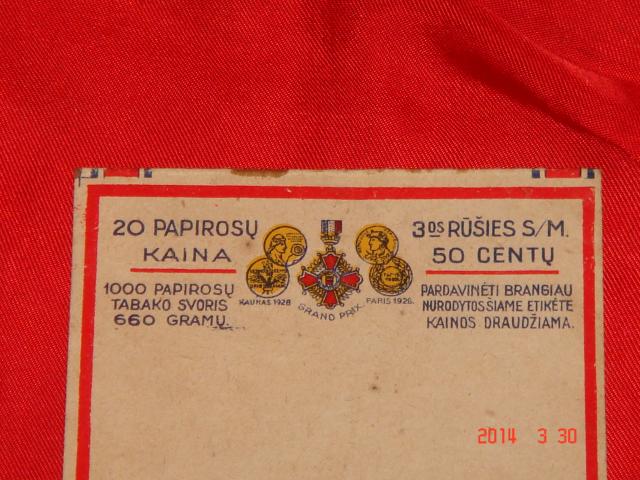 20 PAPIROSŲ
KAINA
1000 PAPIROSŲ
TABAKO SVORIS
660 GRAMŲ.
KAUNAS 1928
GRAND PRIX.
PARIS 1926.
3OS RŪŠIES S/M.
50 CENTŲ
PARDAVINĖTI BRANGIAU
NURODYTOS ŠIAME ETIKĖTE
KAINOS DRAUDŽIAMA.
2014 3 30